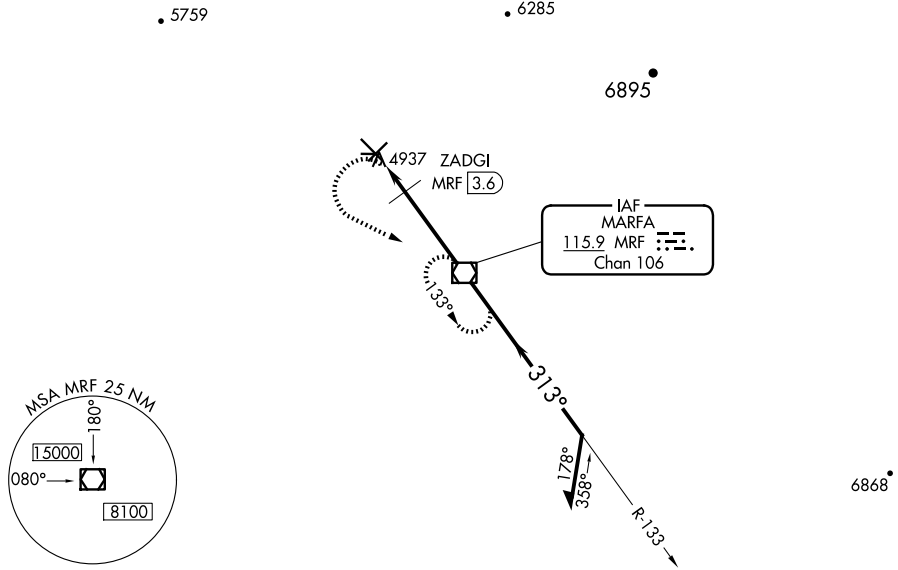 5759
6285
6895
4937 ZADGI
MRF 3.6
IAF
MARFA
115.9 MRF
Chan 106
133°
313°
MSA MRF 25 NM
180°
15000
080°
8100
178°
358°
R-133
6868